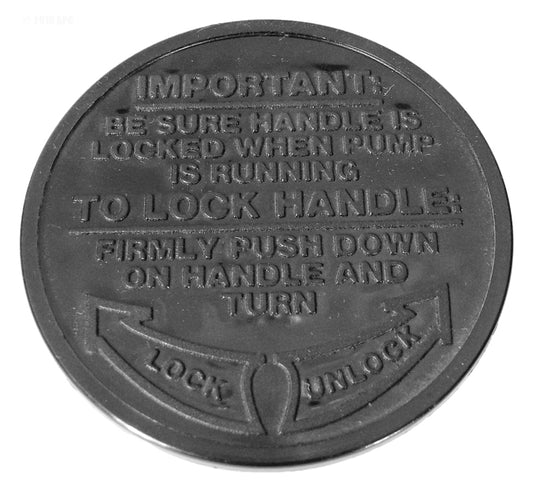 IMPORTANT:
BE SURE HANDLE IS
LOCKED WHEN PUMP
IS RUNNING
TO LOCK HANDLE:
FIRMLY PUSH DOWN
ON HANDLE AND
TURN
LOCK UNLOCK